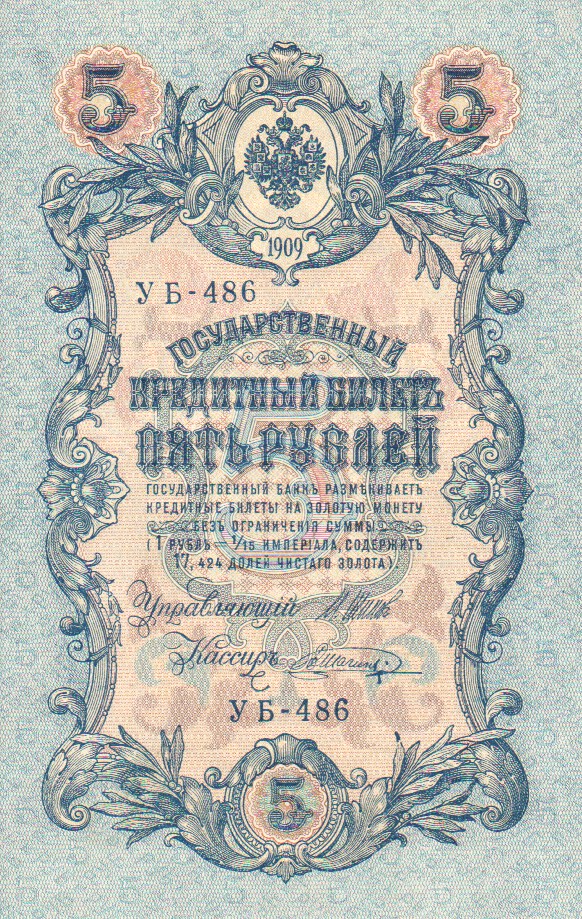 5 5
1909
УБ-486
ГОСУДАРСТВЕННЫЙ
КРЕДИТНЫЙ БИЛЕТЪ
ПЯТЬ РУБЛЕЙ
ГОСУДАРСТВЕННЫЙ БАНКЪ РАЗМѢНИВАЕТЪ
КРЕДИТНЫЕ БИЛЕТЫ НА ЗОЛОТУЮ МОНЕТУ
БЕЗЪ ОГРАНИЧЕНІЯ СУММЫ
(1 РУБЛЬ = 1/15 ИМПЕРІАЛА, СОДЕРЖИТЪ
17,424 ДОЛЕЙ ЧИСТАГО ЗОЛОТА).
Управляющій
Кассиръ
УБ-486
5